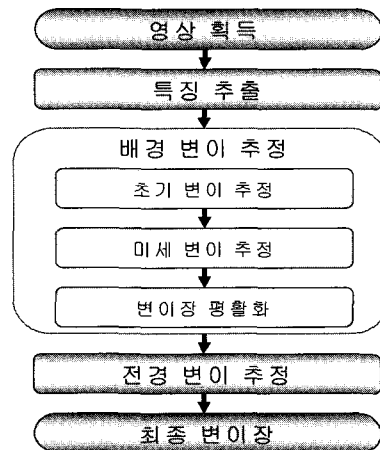 영상 획득
특징 추출
배경 변이 추정
초기 변이 추정
미세 변이 추정
변이장 평활화
전경 변이 추정
최종 변이장